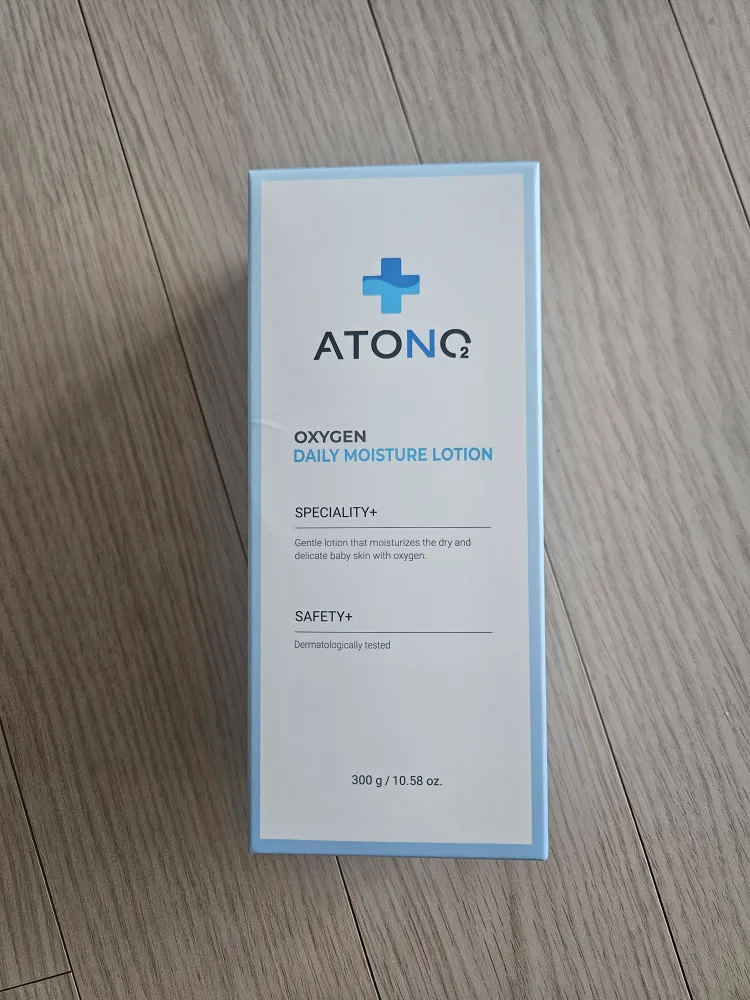 ATONO2
OXYGEN
DAILY MOISTURE LOTION
SPECIALITY+
Gentle lotion that moisturizes the dry and
delicate baby skin with oxygen.
SAFETY+
Dermatologically tested
300 g / 10.58 oz.